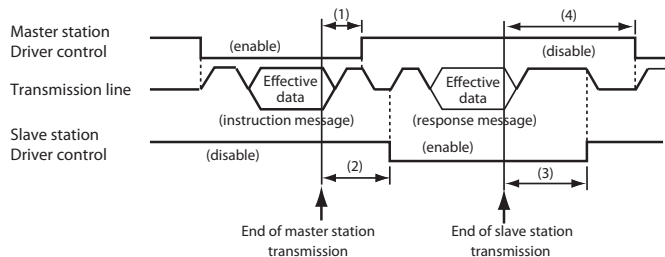 Master station
Driver control
(1)
(4)
(enable)
(disable)
Transmission line
Effective
data
Effective
data
(instruction message)
(response message)
Slave station
Driver control
(disable)
(enable)
(2)
(3)
End of master station
transmission
End of slave station
transmission